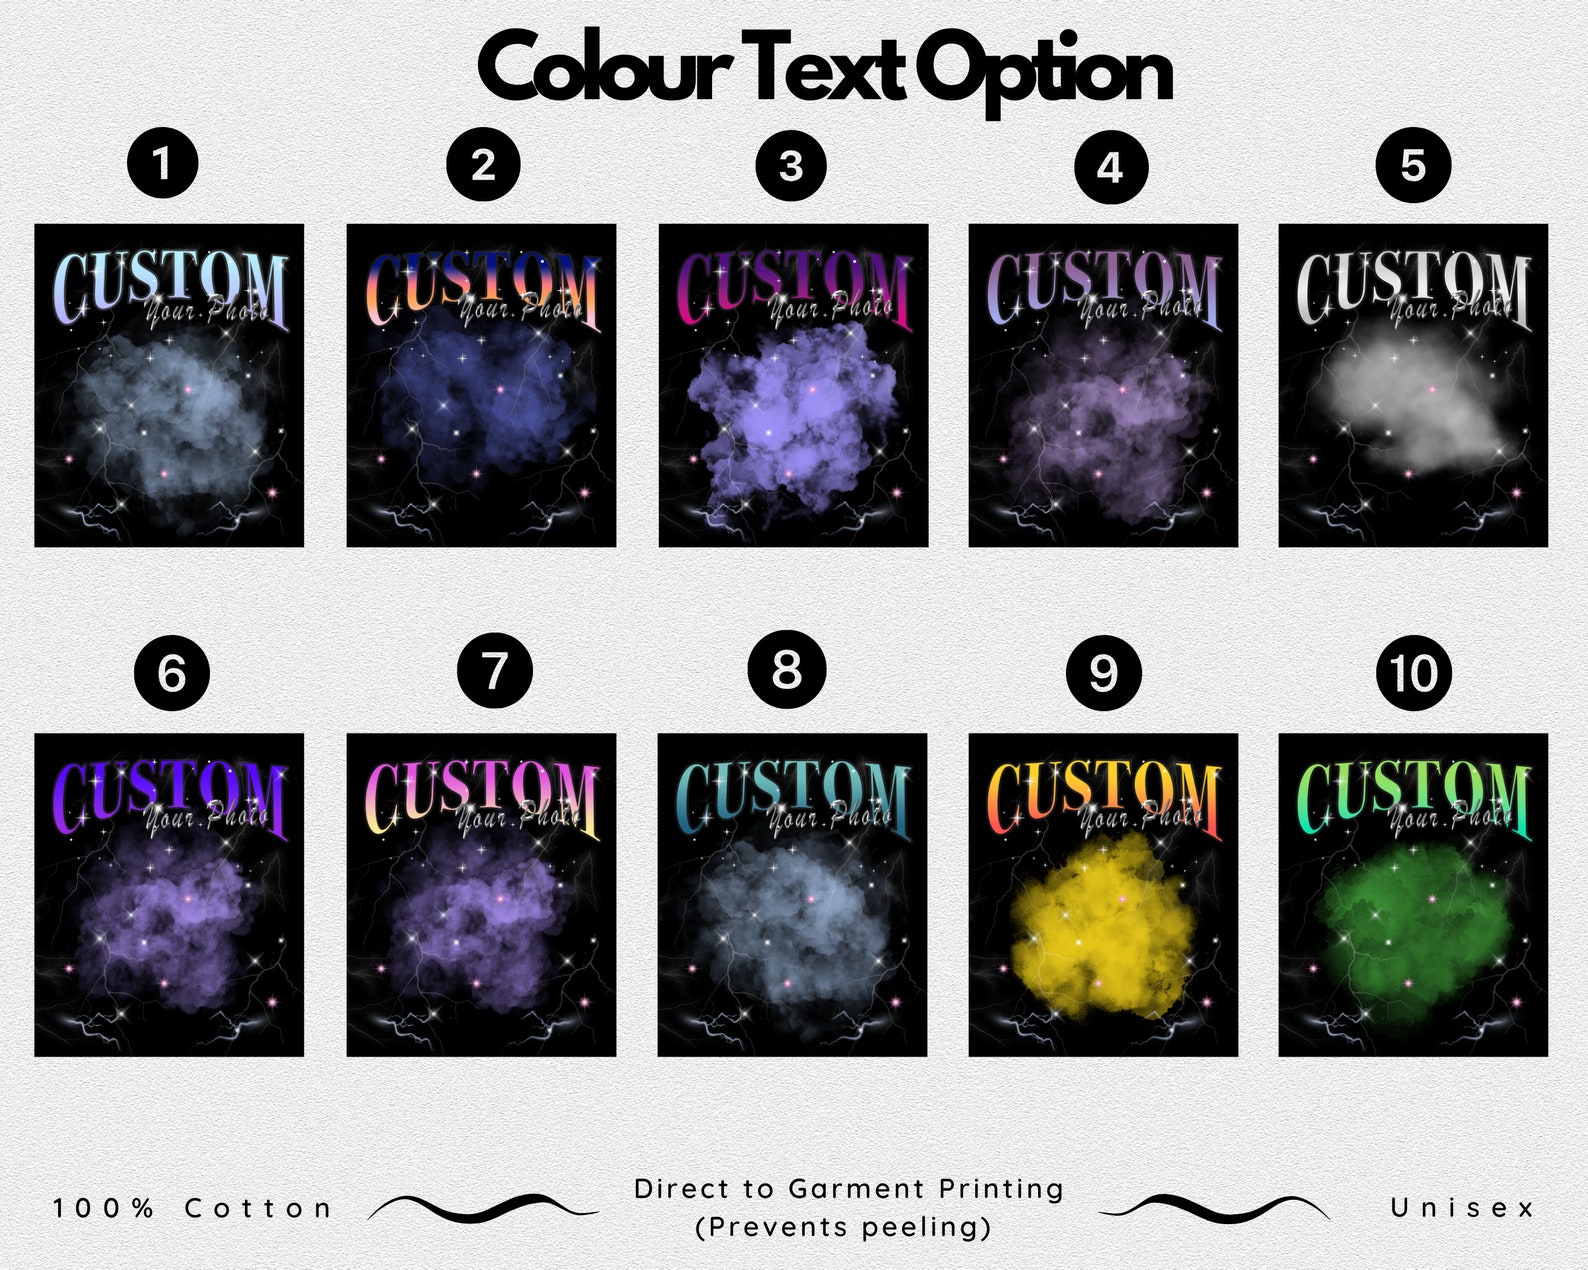 Colour Text Option
1 2 3 4 5
CUSTOM CUSTOM CUSTOM CUSTOM CUSTOM
Your.Photo Your.Photo Your.Photo Your.Photo Your.Photo
6 7 8 9 10
CUSTOM CUSTOM CUSTOM CUSTOM CUSTOM
Your.Photo Your.Photo Your.Photo Your.Photo Your.Photo
100% Cotton
Direct to Garment Printing
(Prevents peeling)
Unisex